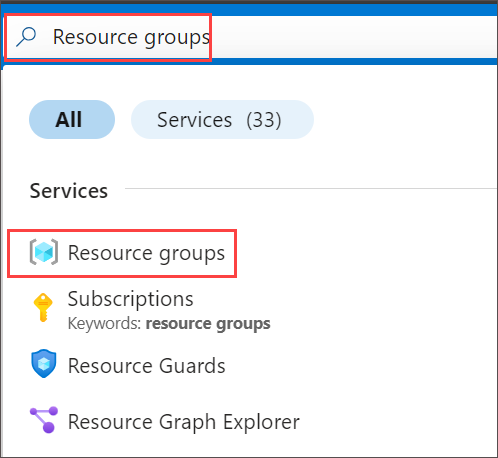 Resource groups
All
Services (33)
Services
Resource groups
Subscriptions
Keywords: resource groups
Resource Guards
Resource Graph Explorer